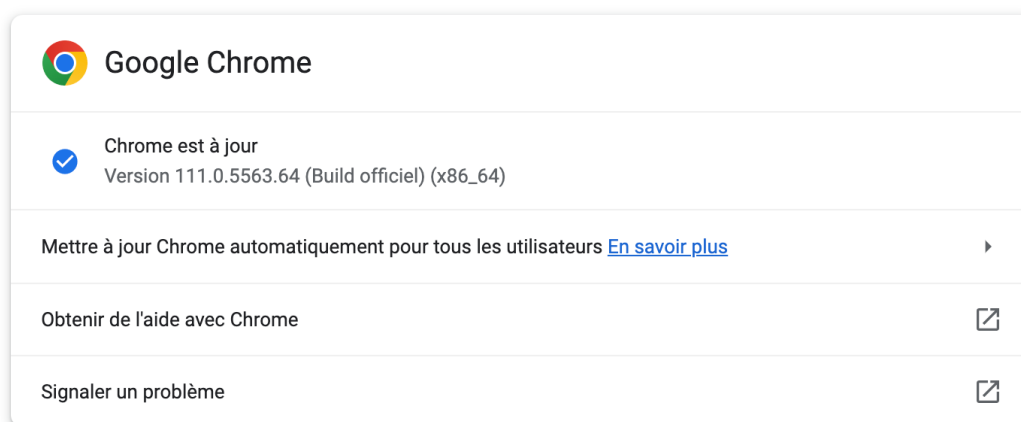 Google Chrome
Chrome est à jour
Version 111.0.5563.64 (Build officiel) (x86_64)
Mettre à jour Chrome automatiquement pour tous les utilisateurs En savoir plus
Obtenir de l'aide avec Chrome
Signaler un problème